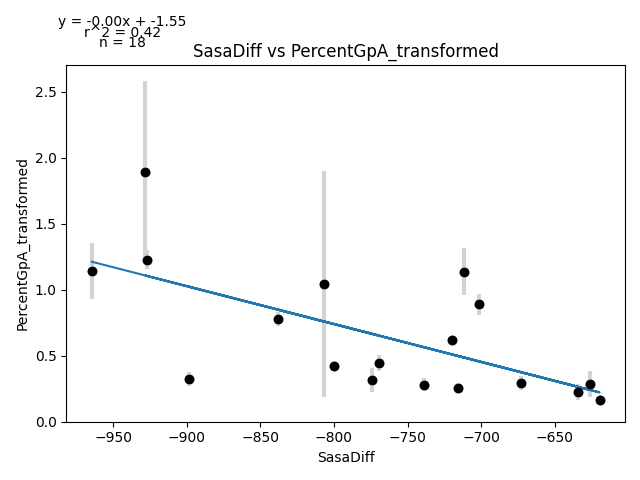 y = -0.00x + -1.55
r^2 = 0.42
n = 18
SasaDiff vs PercentGpA_transformed
PercentGpA_transformed
2.5
2.0
1.5
1.0
0.5
0.0
−950
−900
−850
−800
−750
−700
−650
SasaDiff